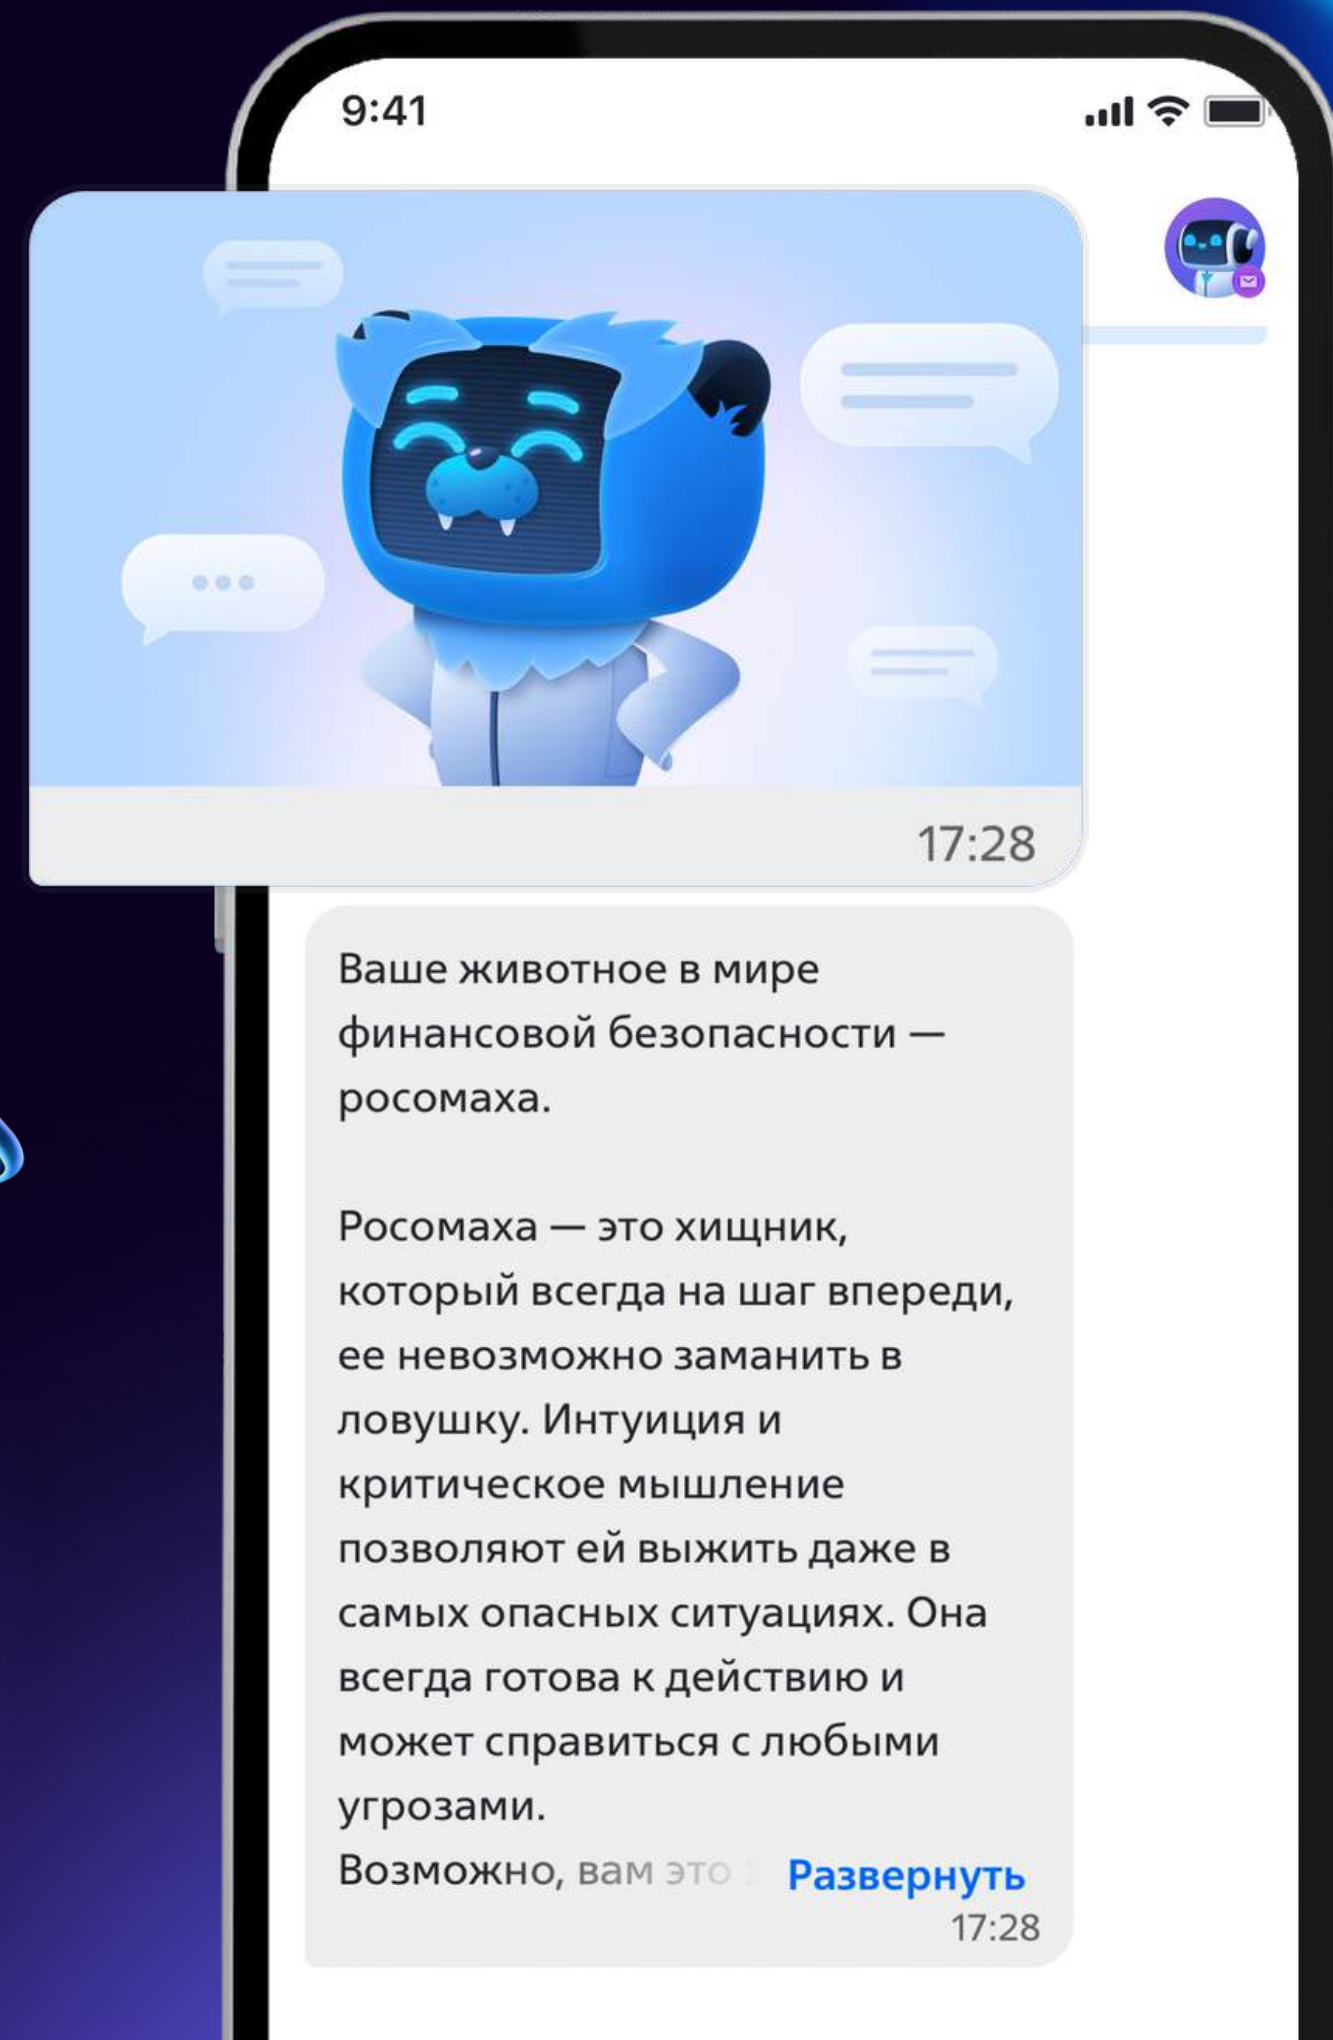 9:41
17:28
Ваше животное в мире
финансовой безопасности —
росомаха.
Росомаха — это хищник,
который всегда на шаг впереди,
ее невозможно заманить в
ловушку. Интуиция и
критическое мышление
позволяют ей выжить даже в
самых опасных ситуациях. Она
всегда готова к действию и
может справиться с любыми
угрозами.
Возможно, вам это Развернуть
17:28